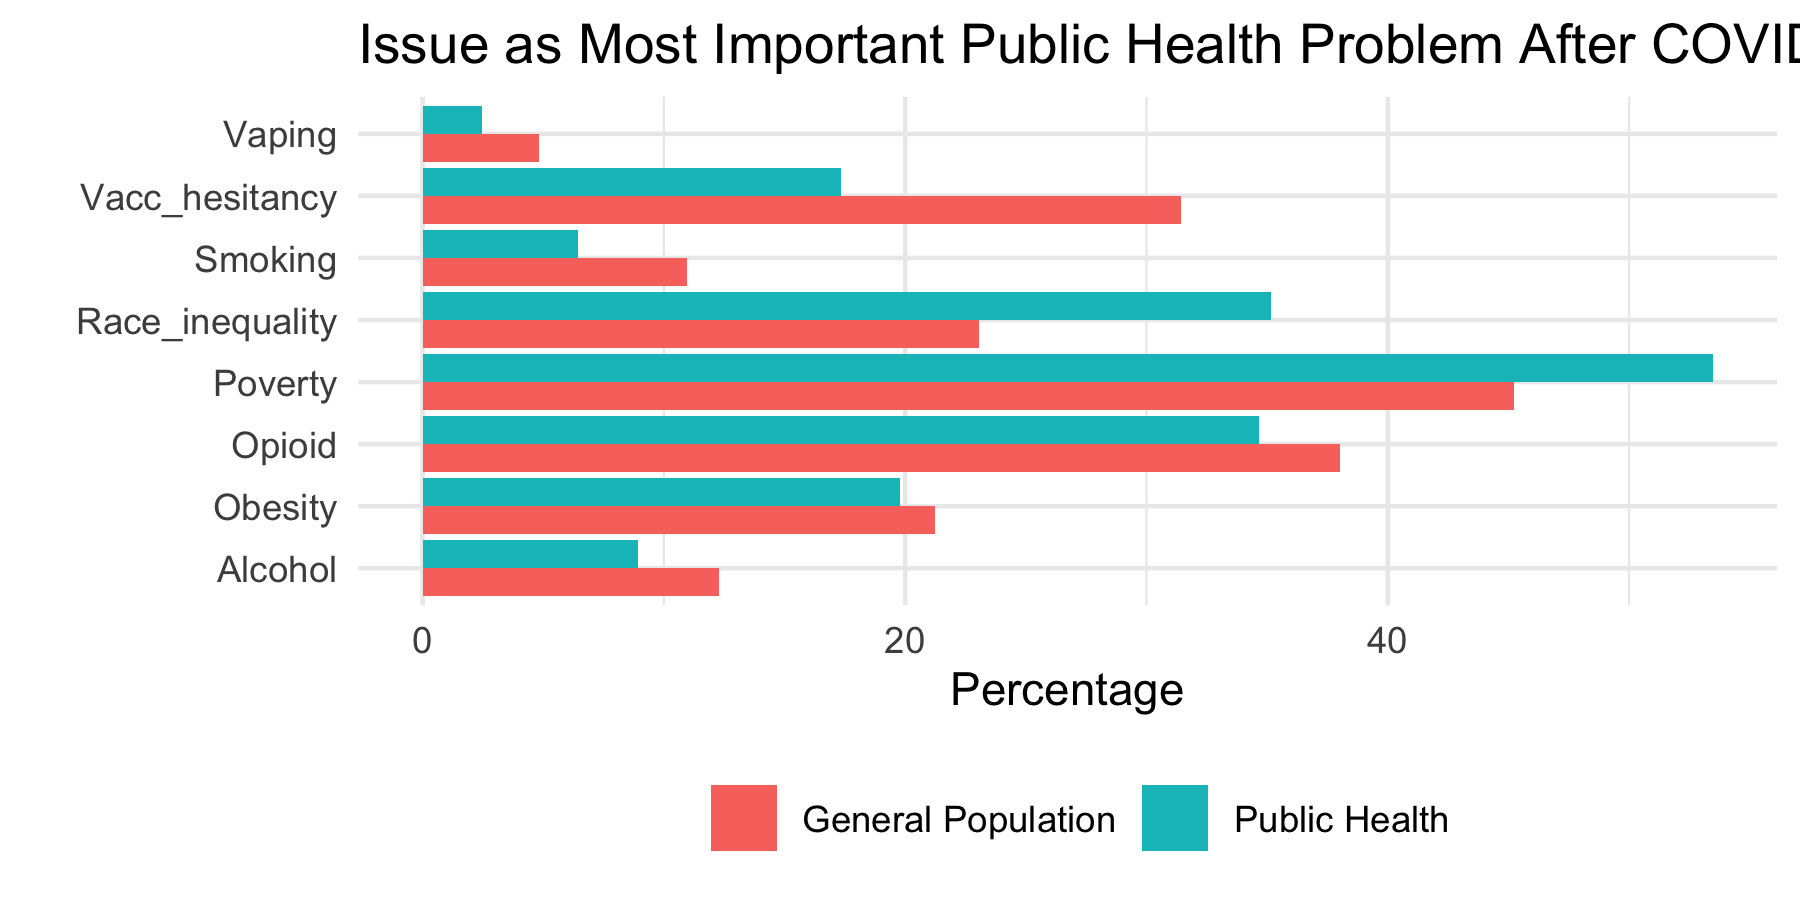 Issue as Most Important Public Health Problem After COVID
Vaping
Vacc_hesitancy
Smoking
Race_inequality
Poverty
Opioid
Obesity
Alcohol
0 20 40
Percentage
General Population Public Health